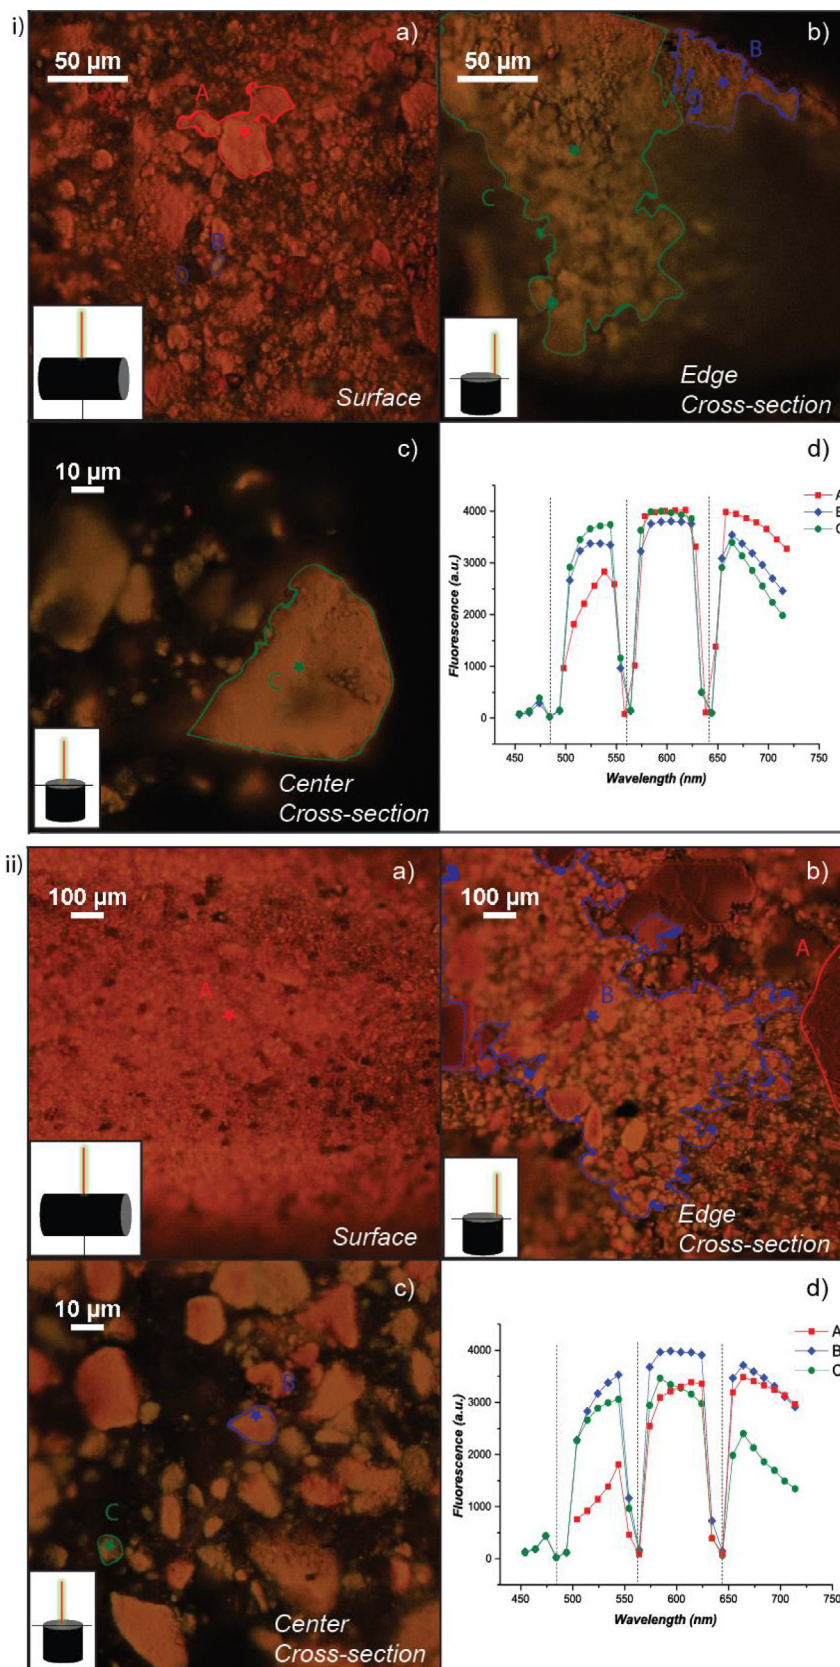 i)
a)
50 µm
A
B
Surface
b)
50 µm
B
C
Edge
Cross-section
c)
10 µm
C
Center
Cross-section
d)
4000
3000
2000
1000
0
Fluorescence (a.u.)
450 500 550 600 650 700 750
Wavelength (nm)
A
B
C
ii)
a)
100 µm
A
Surface
b)
100 µm
A
B
Edge
Cross-section
c)
10 µm
B
C
Center
Cross-section
d)
4000
3000
2000
1000
0
Fluorescence (a.u.)
450 500 550 600 650 700 750
Wavelength (nm)
A
B
C